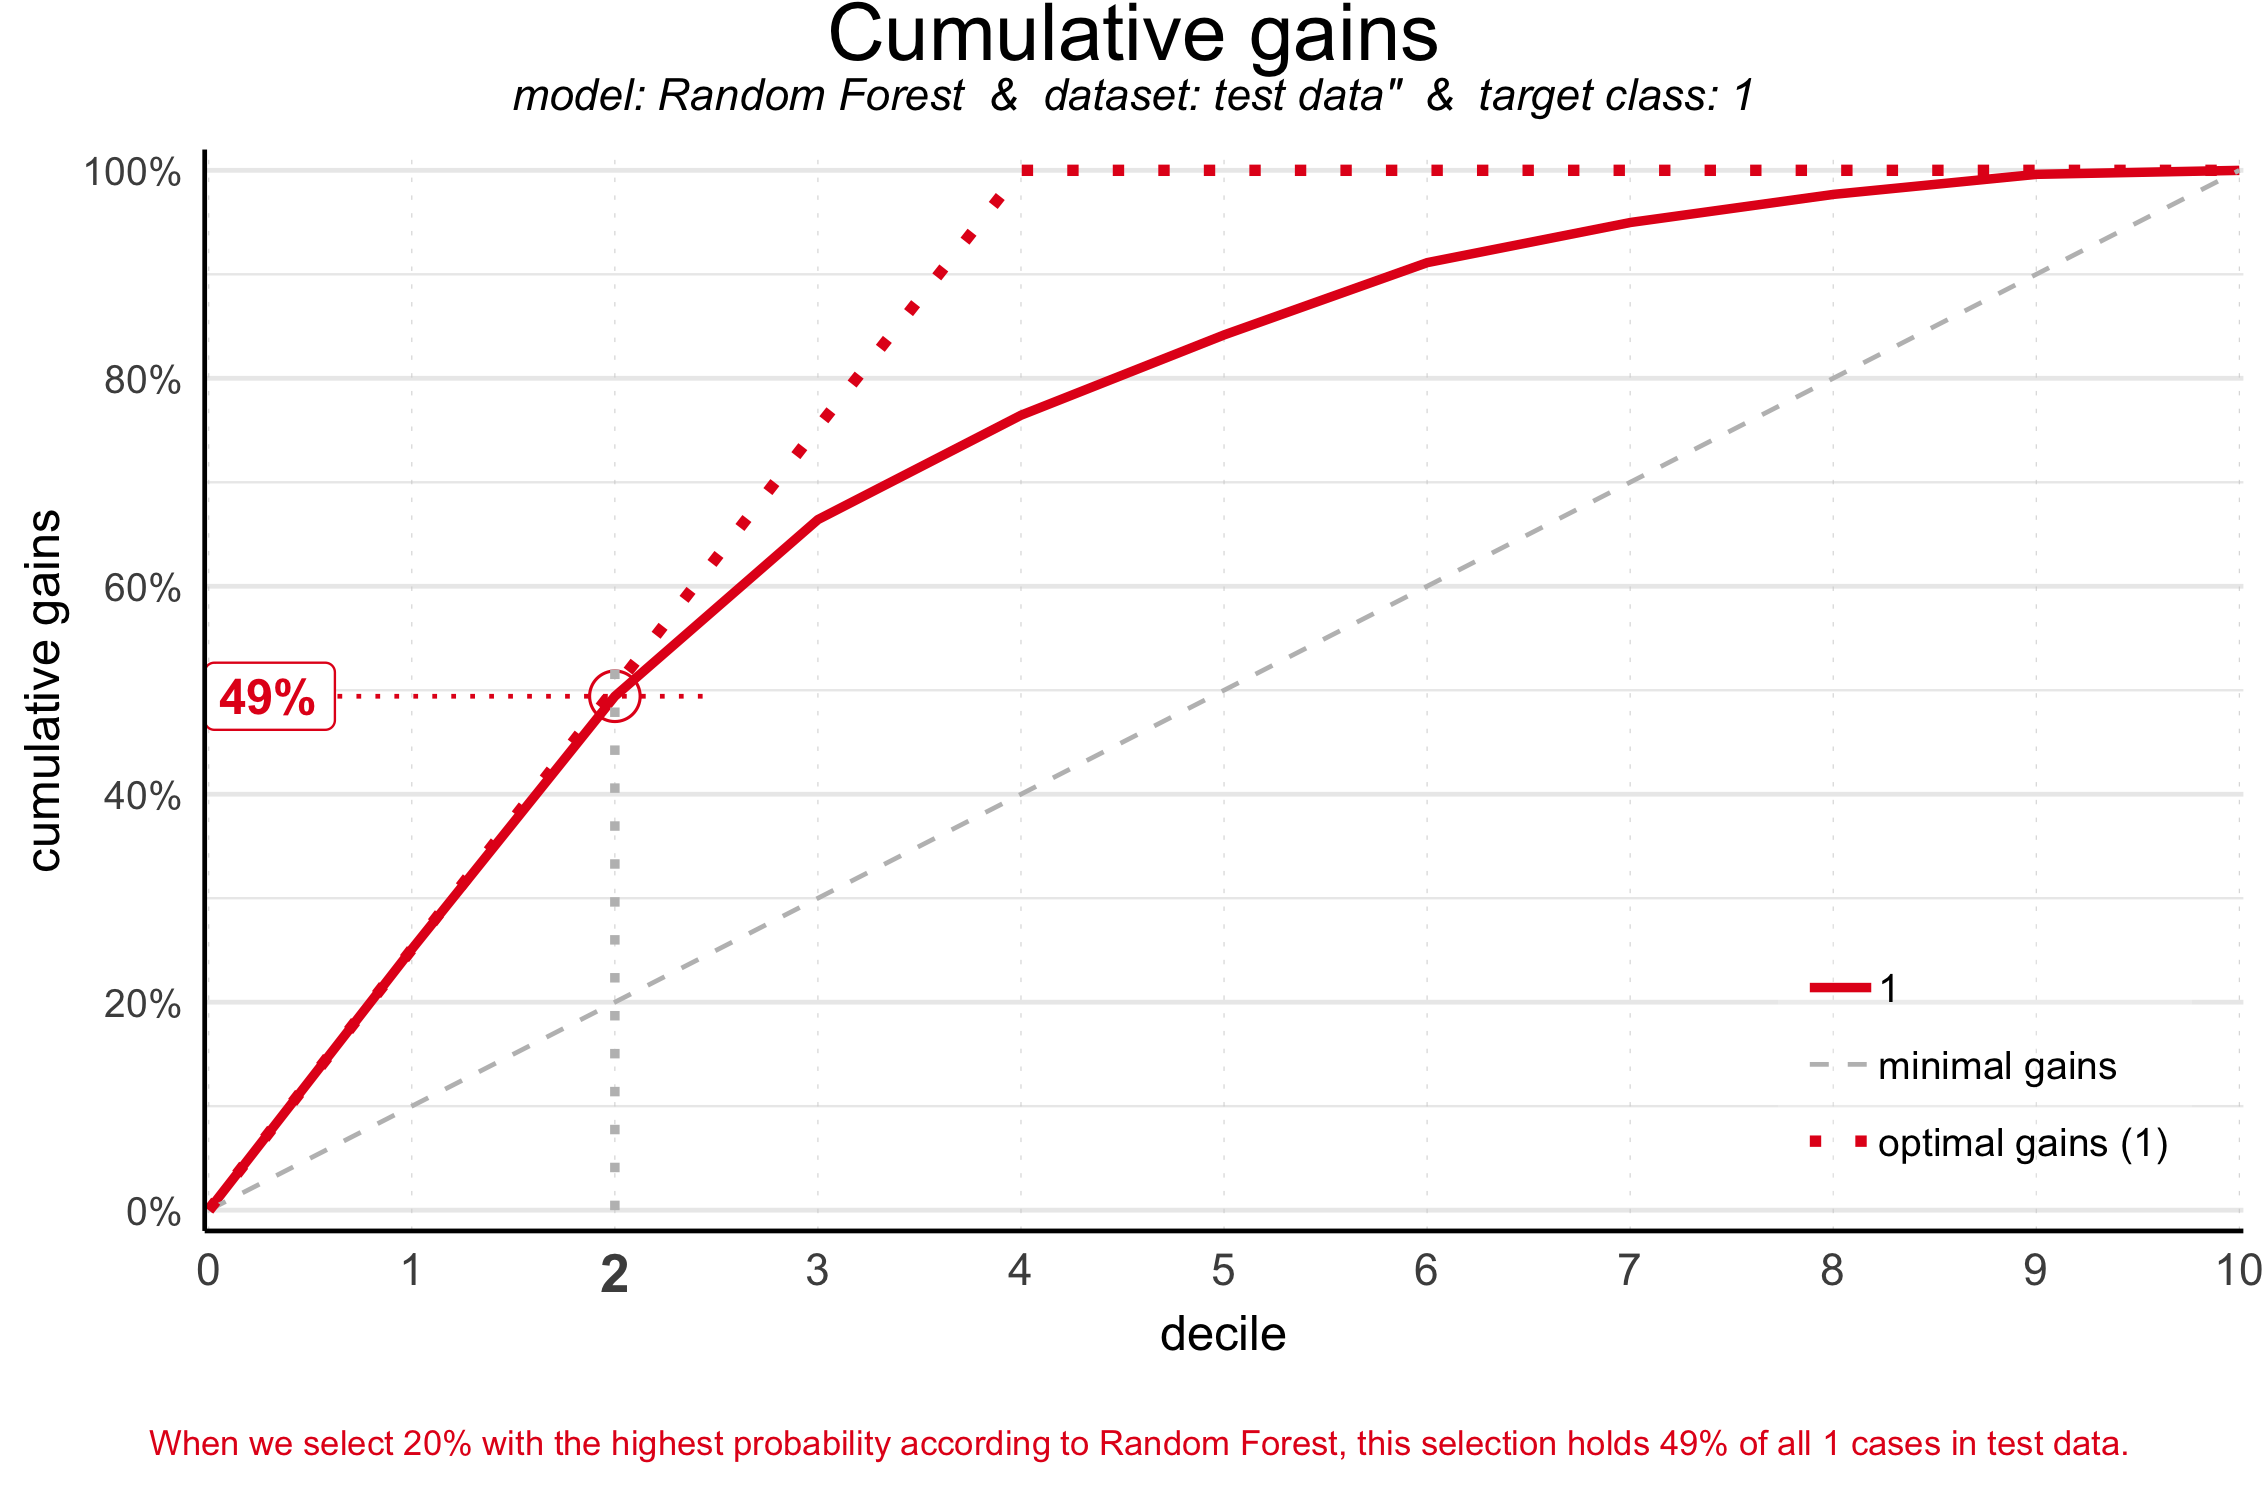 Cumulative gains
model: Random Forest & dataset: test data" & target class: 1
cumulative gains
100%
80%
60%
49%
40%
20%
0%
1
minimal gains
optimal gains (1)
0 1 2 3 4 5 6 7 8 9 10
decile
When we select 20% with the highest probability according to Random Forest, this selection holds 49% of all 1 cases in test data.